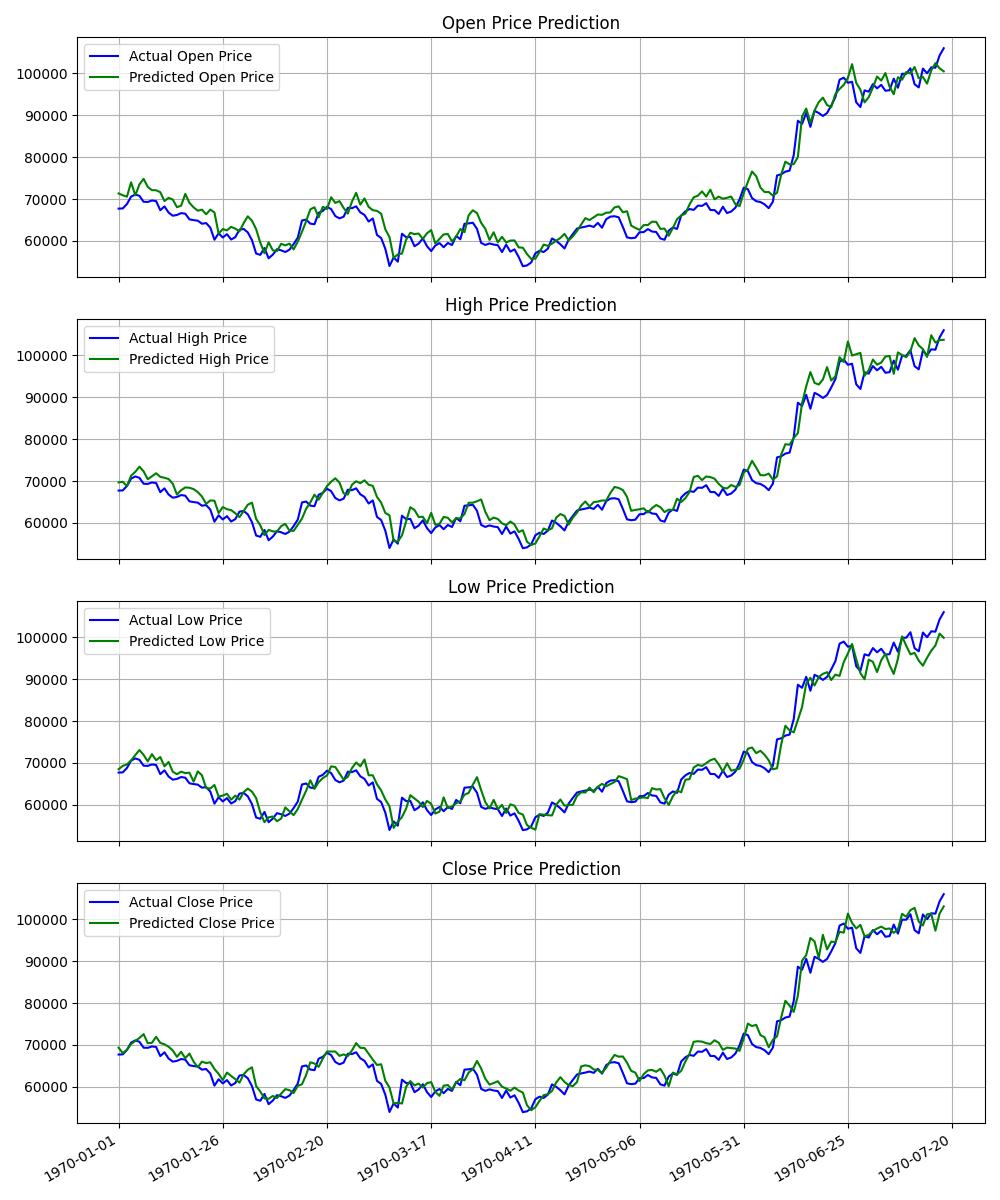 Open Price Prediction
Actual Open Price
Predicted Open Price
100000
90000
80000
70000
60000
High Price Prediction
Actual High Price
Predicted High Price
100000
90000
80000
70000
60000
Low Price Prediction
Actual Low Price
Predicted Low Price
100000
90000
80000
70000
60000
Close Price Prediction
Actual Close Price
Predicted Close Price
100000
90000
80000
70000
60000
1970-01-01 1970-01-26 1970-02-20 1970-03-17 1970-04-11 1970-05-06 1970-05-31 1970-06-25 1970-07-20